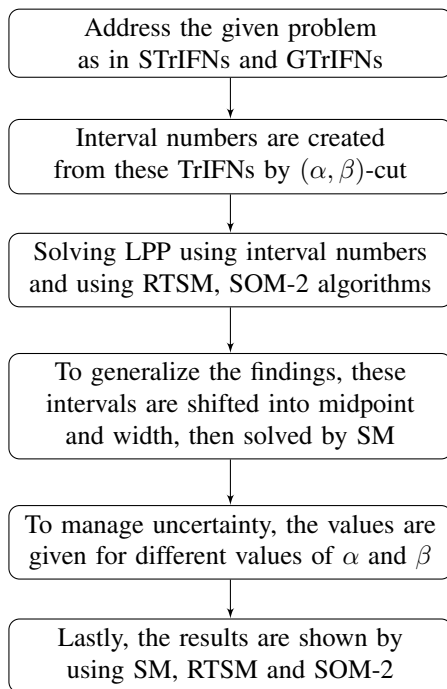 Address the given problem
as in STrIFNs and GTrIFNs
Interval numbers are created
from these TrIFNs by (α, β)-cut
Solving LPP using interval numbers
and using RTSM, SOM-2 algorithms
To generalize the findings, these
intervals are shifted into midpoint
and width, then solved by SM
To manage uncertainty, the values are
given for different values of α and β
Lastly, the results are shown by
using SM, RTSM and SOM-2